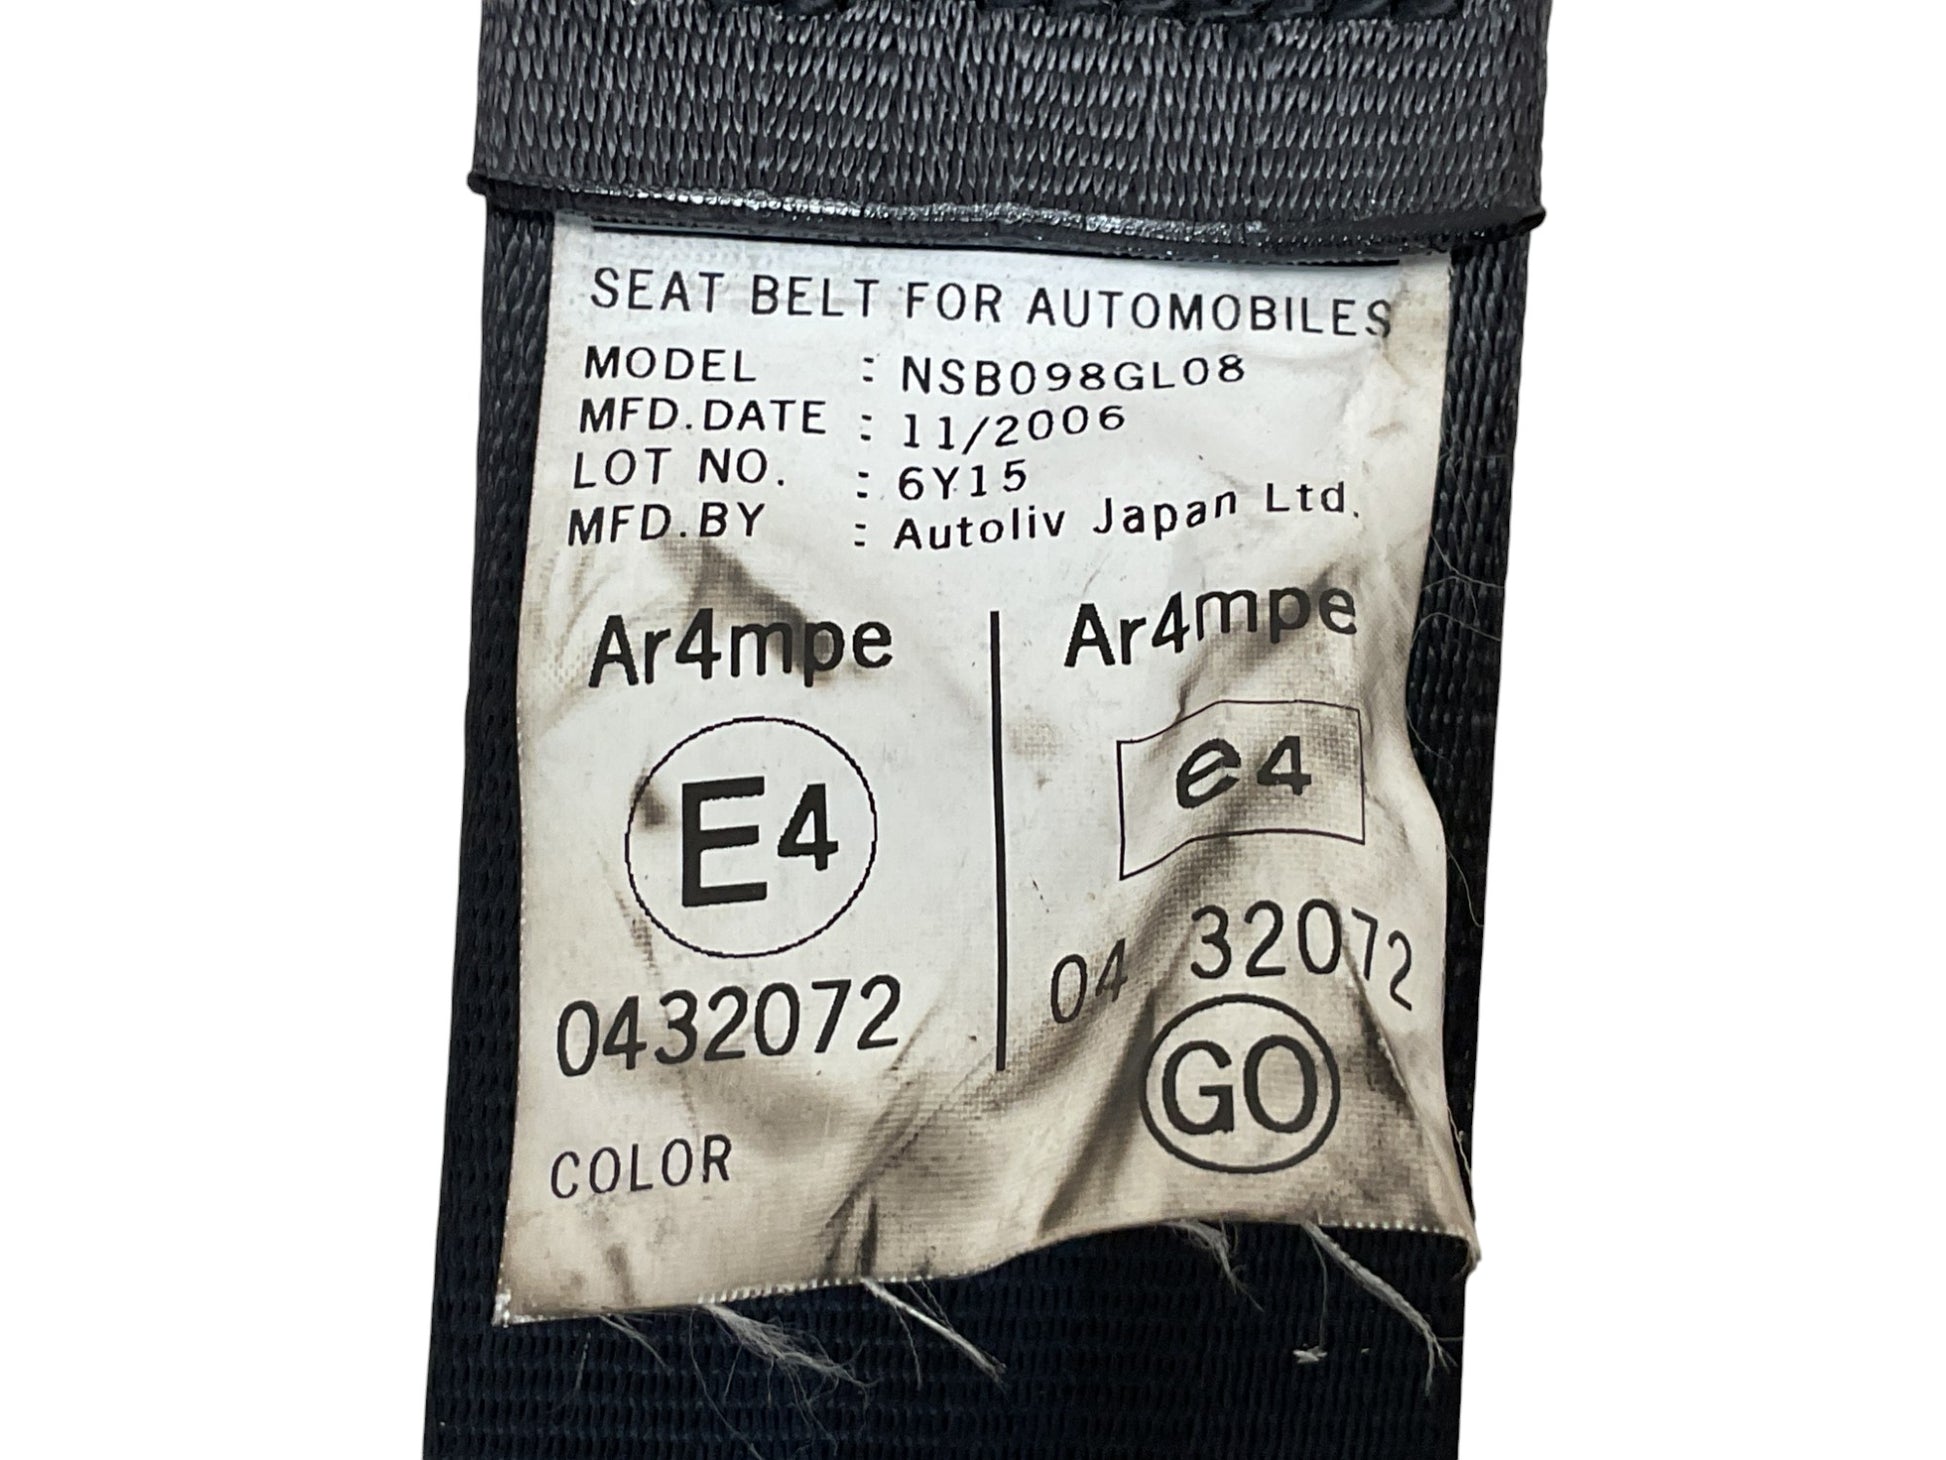 SEAT BELT FOR AUTOMOBILES
MODEL : NSB098GL08
MFD.DATE : 11/2006
LOT NO. : 6Y15
MFD.BY : Autoliv Japan Ltd.
Ar4mpe
E4
0432072
Ar4mpe
e4
04 32072
GO
COLOR